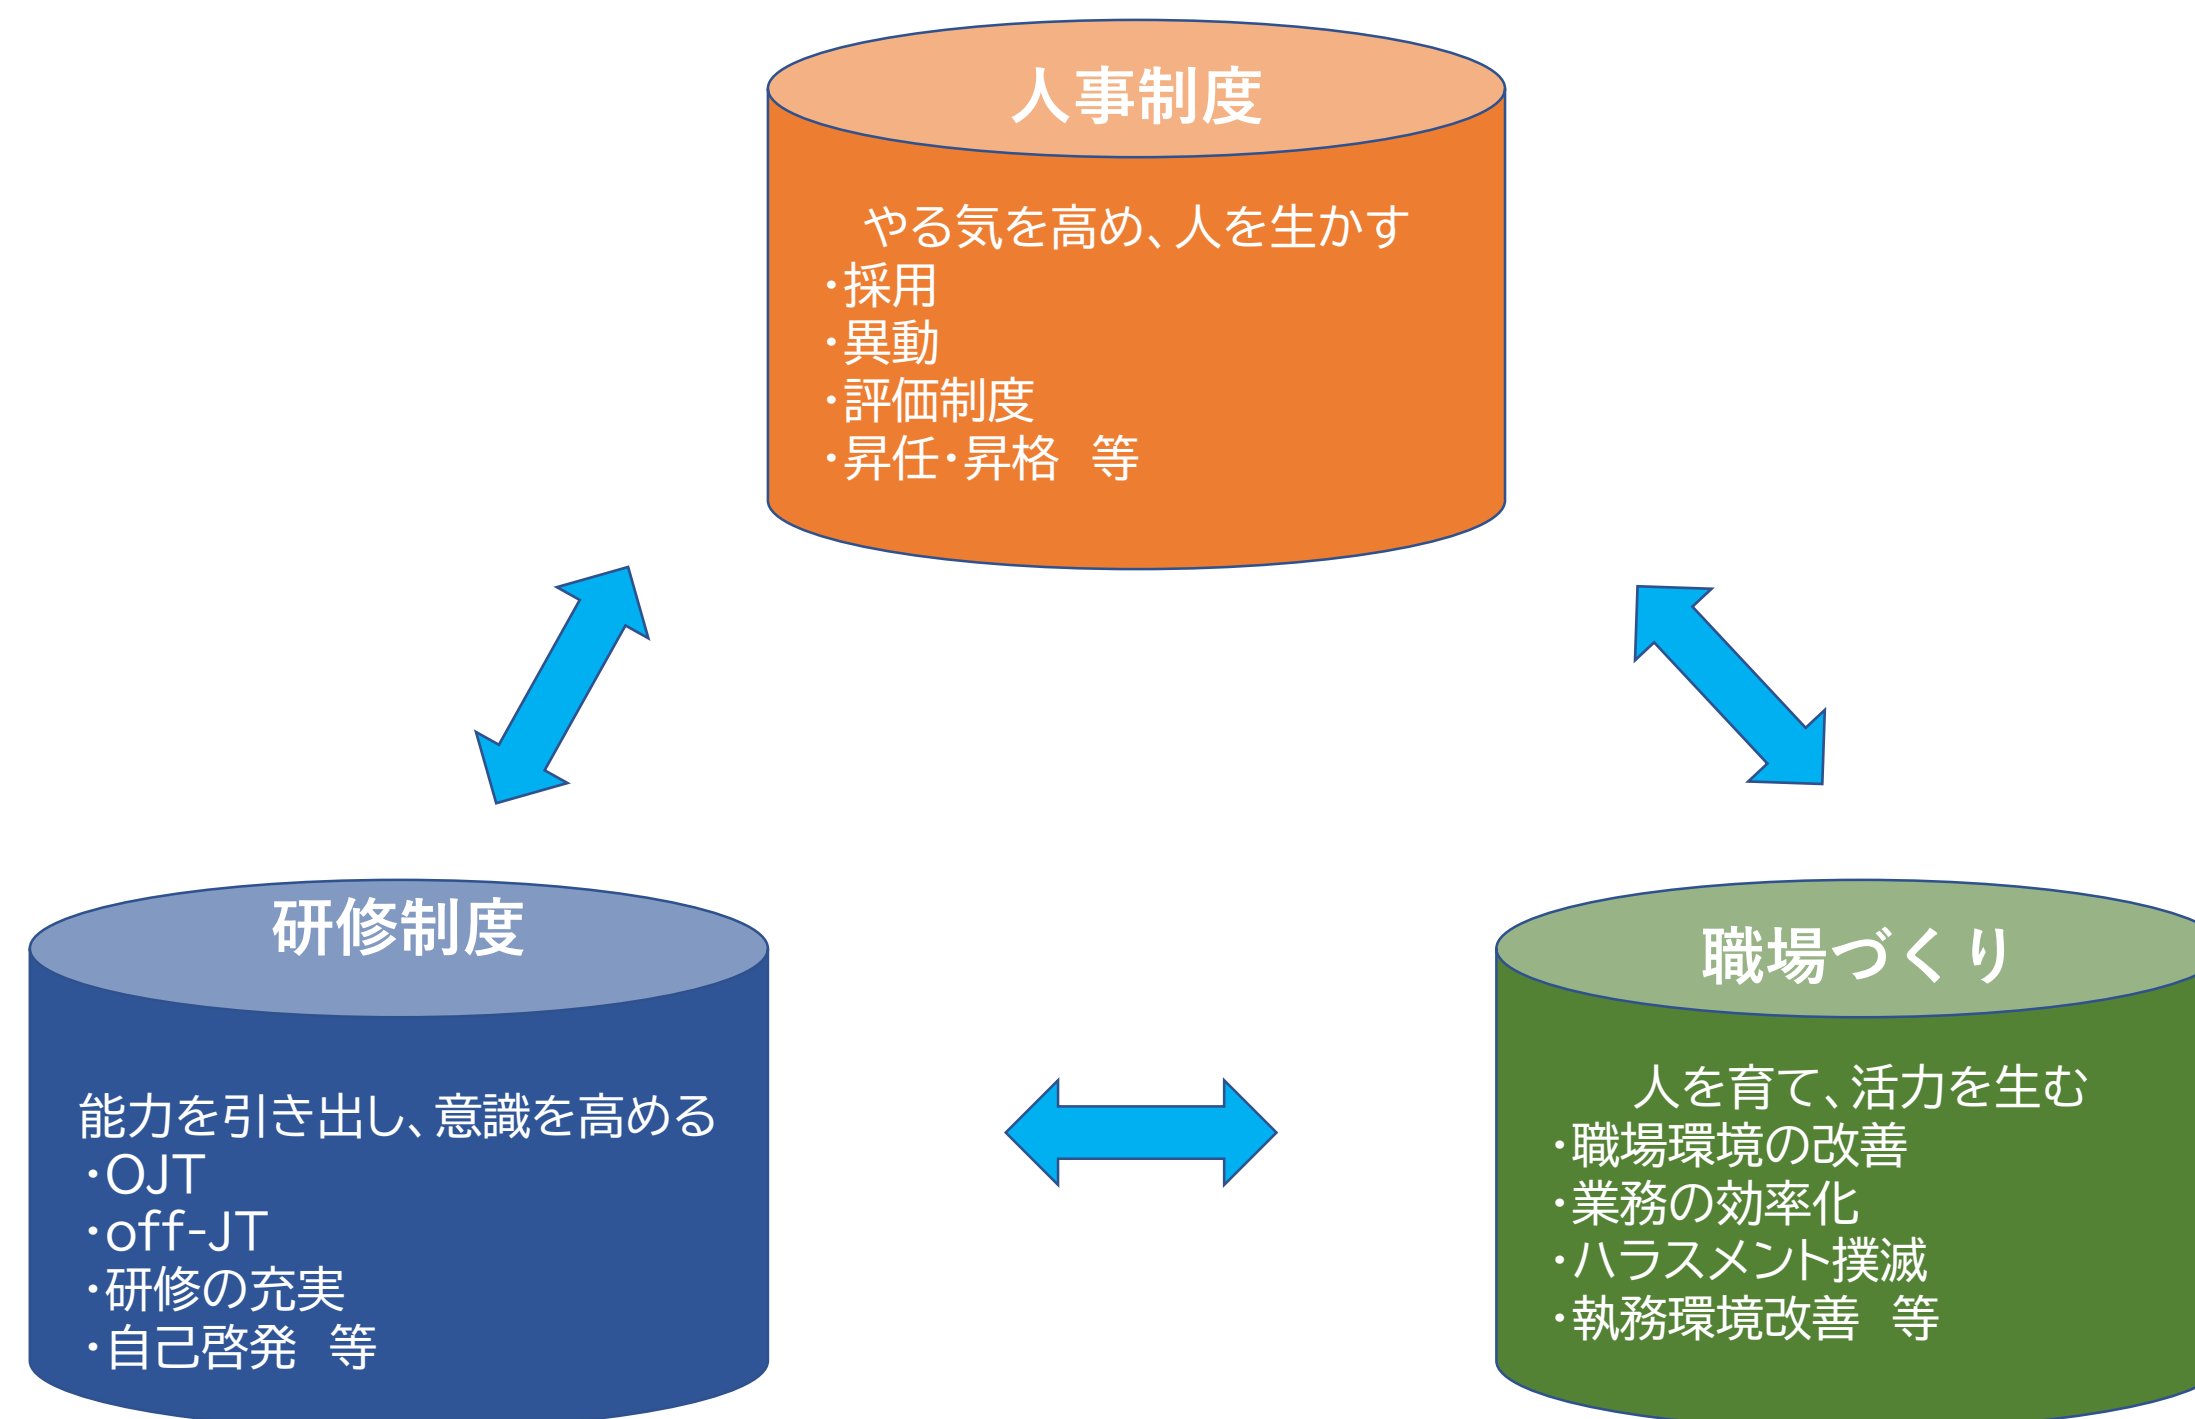 人事制度
やる気を高め、人を生かす
・採用
・異動
・評価制度
・昇任・昇格　等
研修制度
能力を引き出し、意識を高める
・OJT
・off-JT
・研修の充実
・自己啓発　等
職場づくり
人を育て、活力を生む
・職場環境の改善
・業務の効率化
・ハラスメント撲滅
・執務環境改善　等